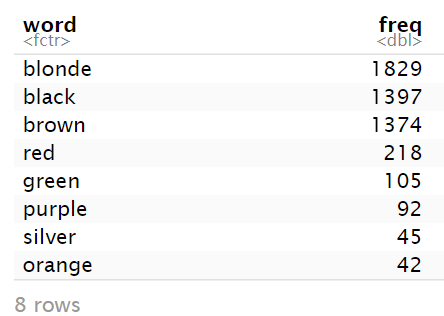 word freq
<fctr> <dbl>
blonde 1829
black 1397
brown 1374
red 218
green 105
purple 92
silver 45
orange 42
8 rows